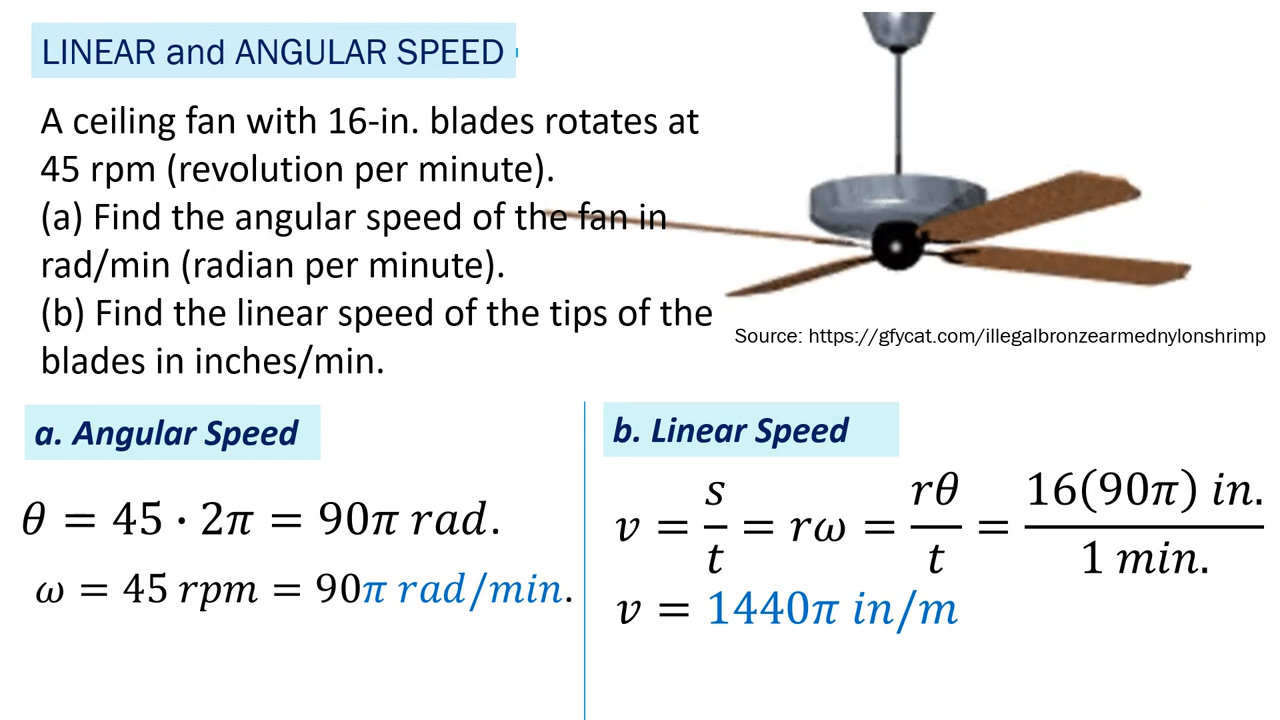 LINEAR and ANGULAR SPEED
A ceiling fan with 16-in. blades rotates at
45 rpm (revolution per minute).
(a) Find the angular speed of the fan in
rad/min (radian per minute).
(b) Find the linear speed of the tips of the
blades in inches/min.
Source: https://gfycat.com/illegalbronzearmednylonshrimp
a. Angular Speed
θ = 45 · 2π = 90π rad.
ω = 45 rpm = 90π rad/min.
b. Linear Speed
v = s/t = rω = rθ/t = 16(90π) in./1 min.
v = 1440π in/m